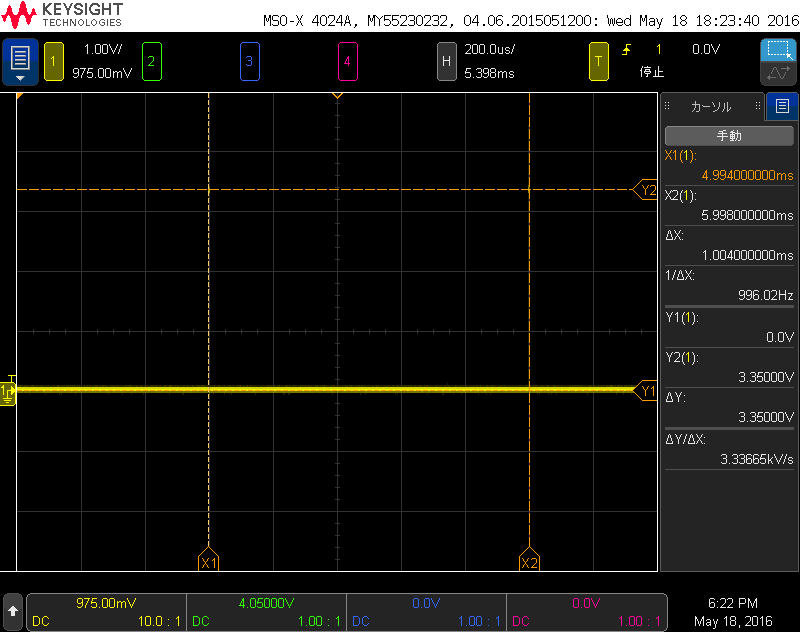 KEYSIGHT
TECHNOLOGIES
MSO-X 4024A, MY55230232, 04.06.2015051200: Wed May 18 18:23:40 2016
1 1.00V/ 975.00mV 2 3 4 H 200.0us/ 5.398ms T 1 0.0V 停止
カーソル
手動
X1(1):
4.994000000ms
X2(1):
5.998000000ms
ΔX:
1.004000000ms
1/ΔX:
996.02Hz
Y1(1):
0.0V
Y2(1):
3.35000V
ΔY:
3.35000V
ΔY/ΔX:
3.33665kV/s
Y2
T
1
Y1
X1 X2
975.00mV 4.05000V 0.0V 0.0V
DC 10.0 : 1 DC 1.00 : 1 DC 1.00 : 1 DC 1.00 : 1
6:22 PM
May 18, 2016